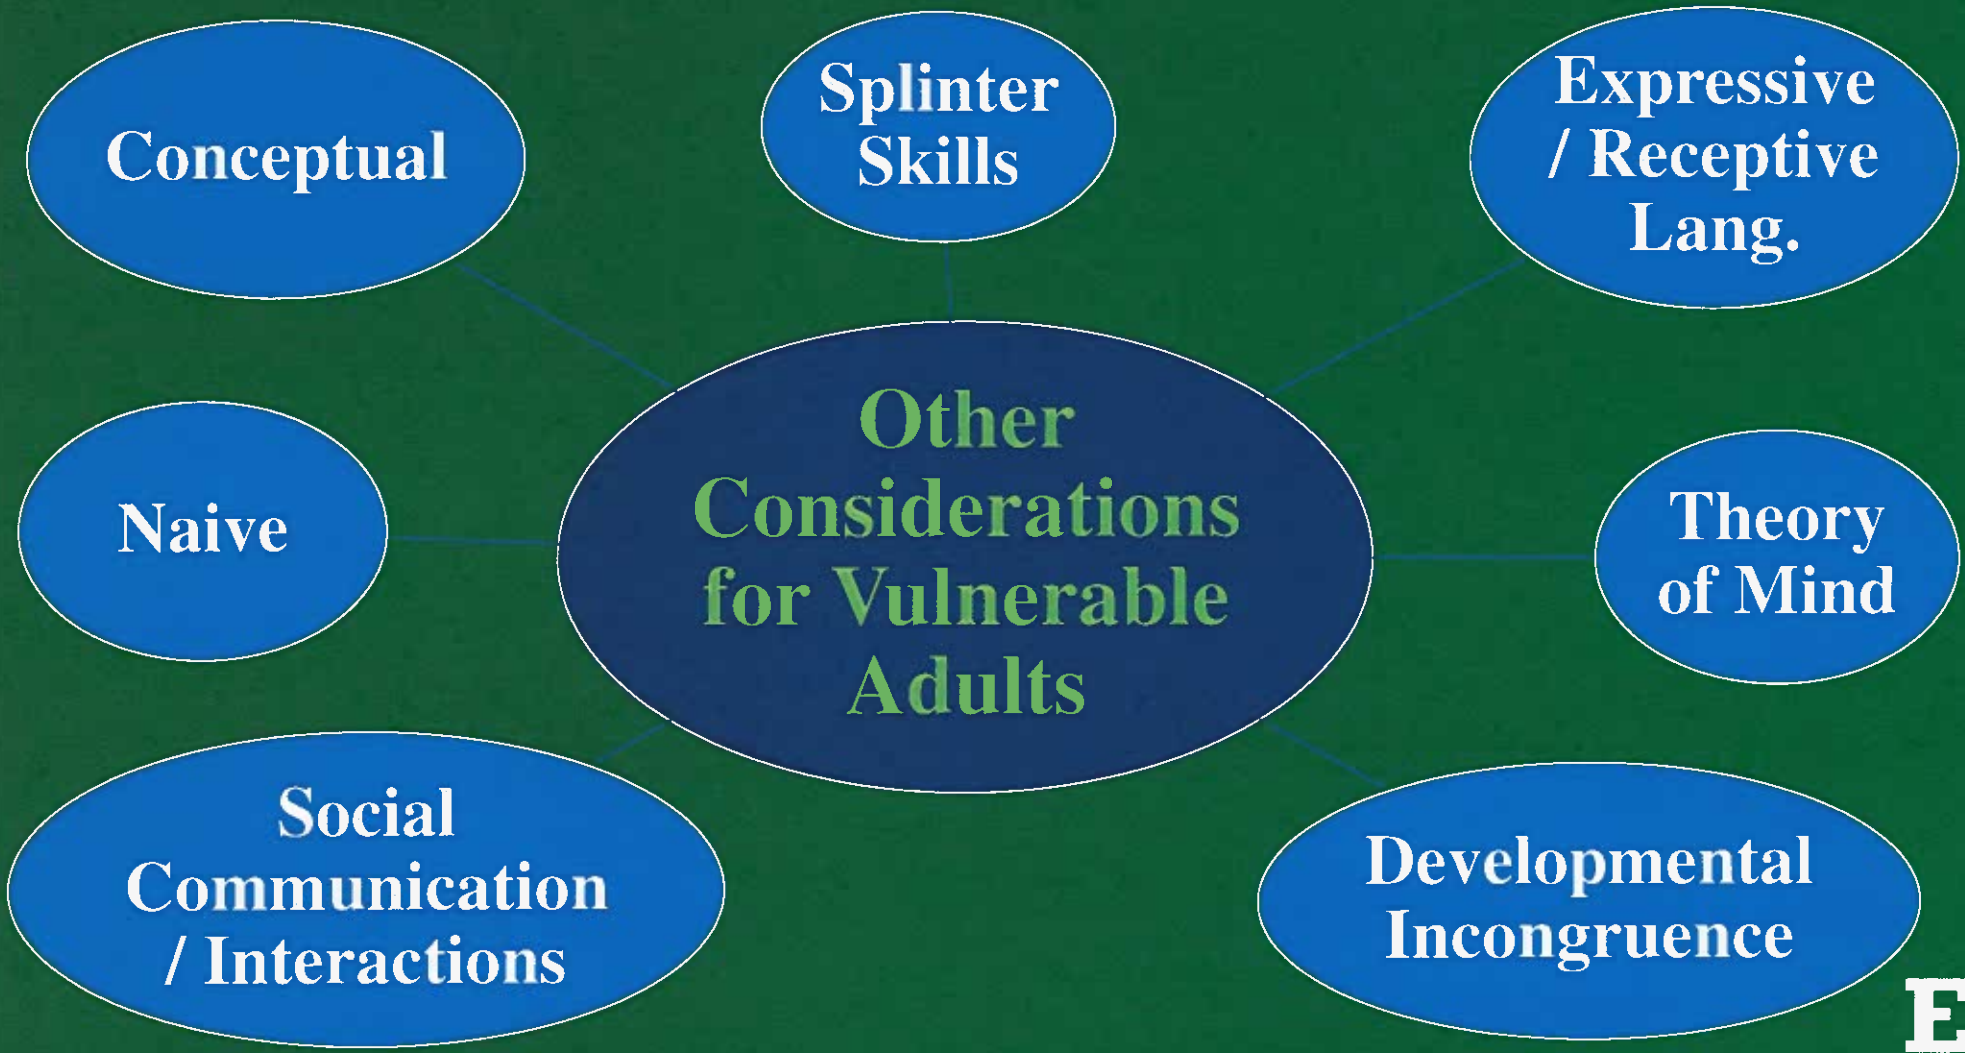 Conceptual
Splinter
Skills
Expressive
/ Receptive
Lang.
Naive
Other
Considerations
for Vulnerable
Adults
Theory
of Mind
Social
Communication
/ Interactions
Developmental
Incongruence
E